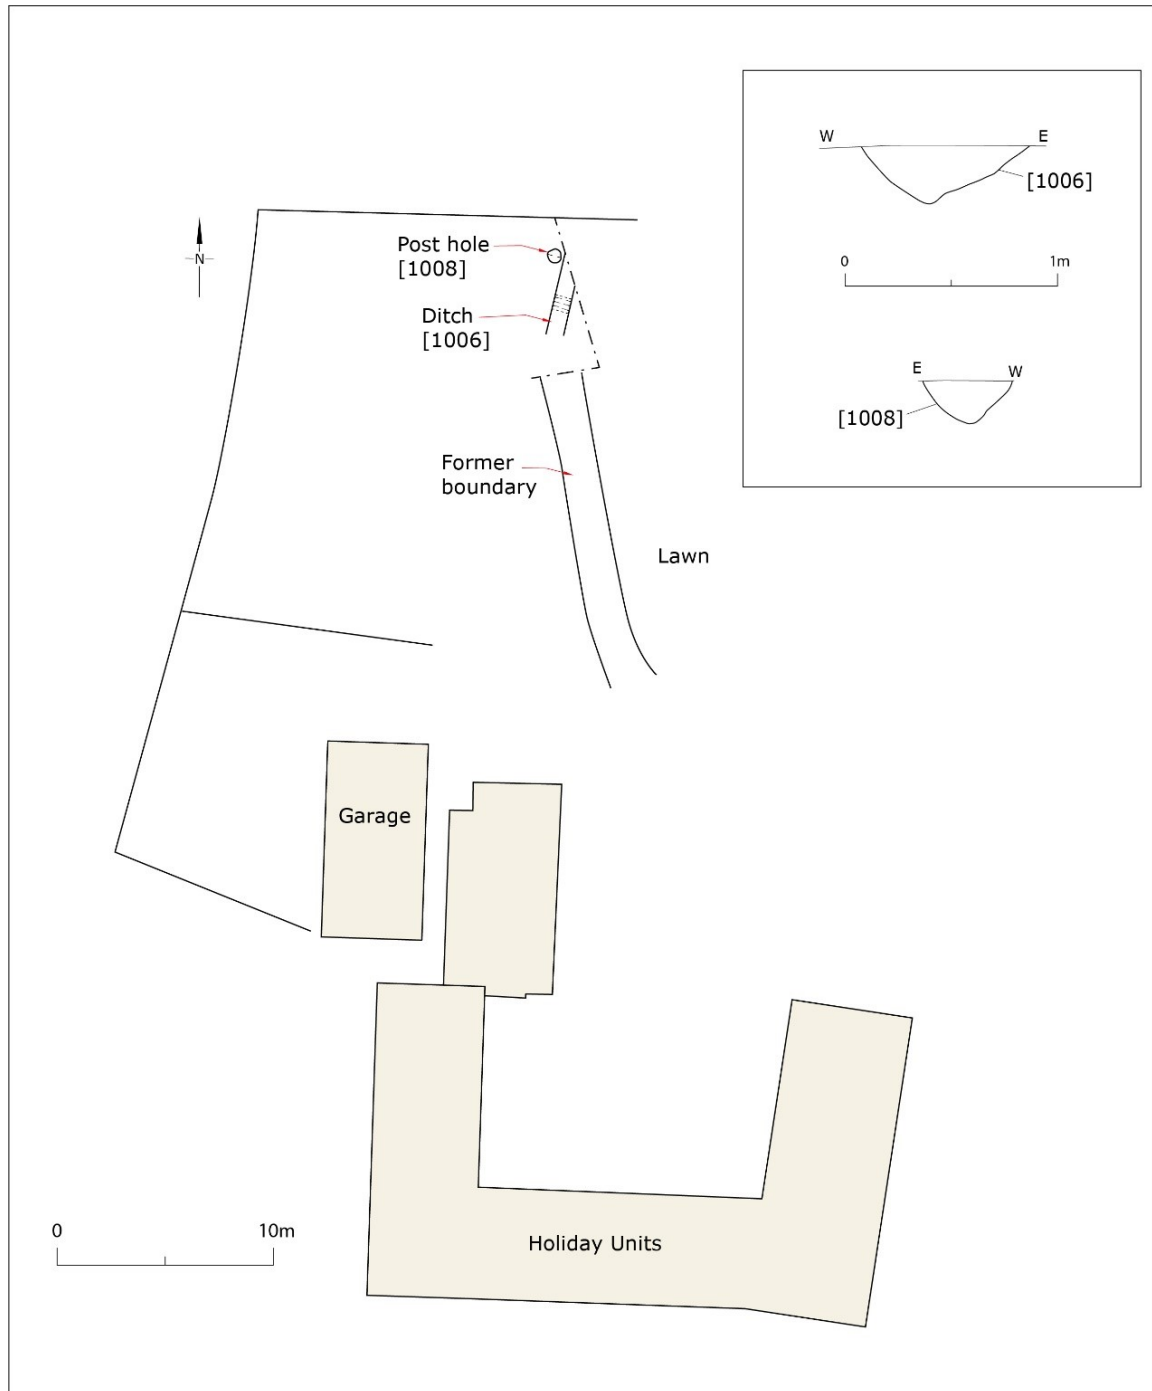 W
E
[1006]
0
1m
E
W
[1008]
N
Post hole
[1008]
Ditch
[1006]
Former
boundary
Lawn
Garage
0
10m
Holiday Units